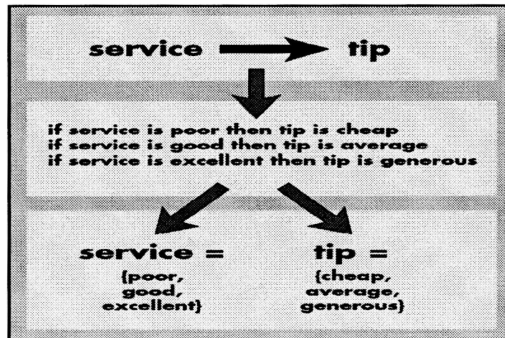 service tip
if service is poor then tip is cheap
if service is good then tip is average
if service is excellent then tip is generous
service =
{poor,
good,
excellent}
tip =
{cheap,
average,
generous}